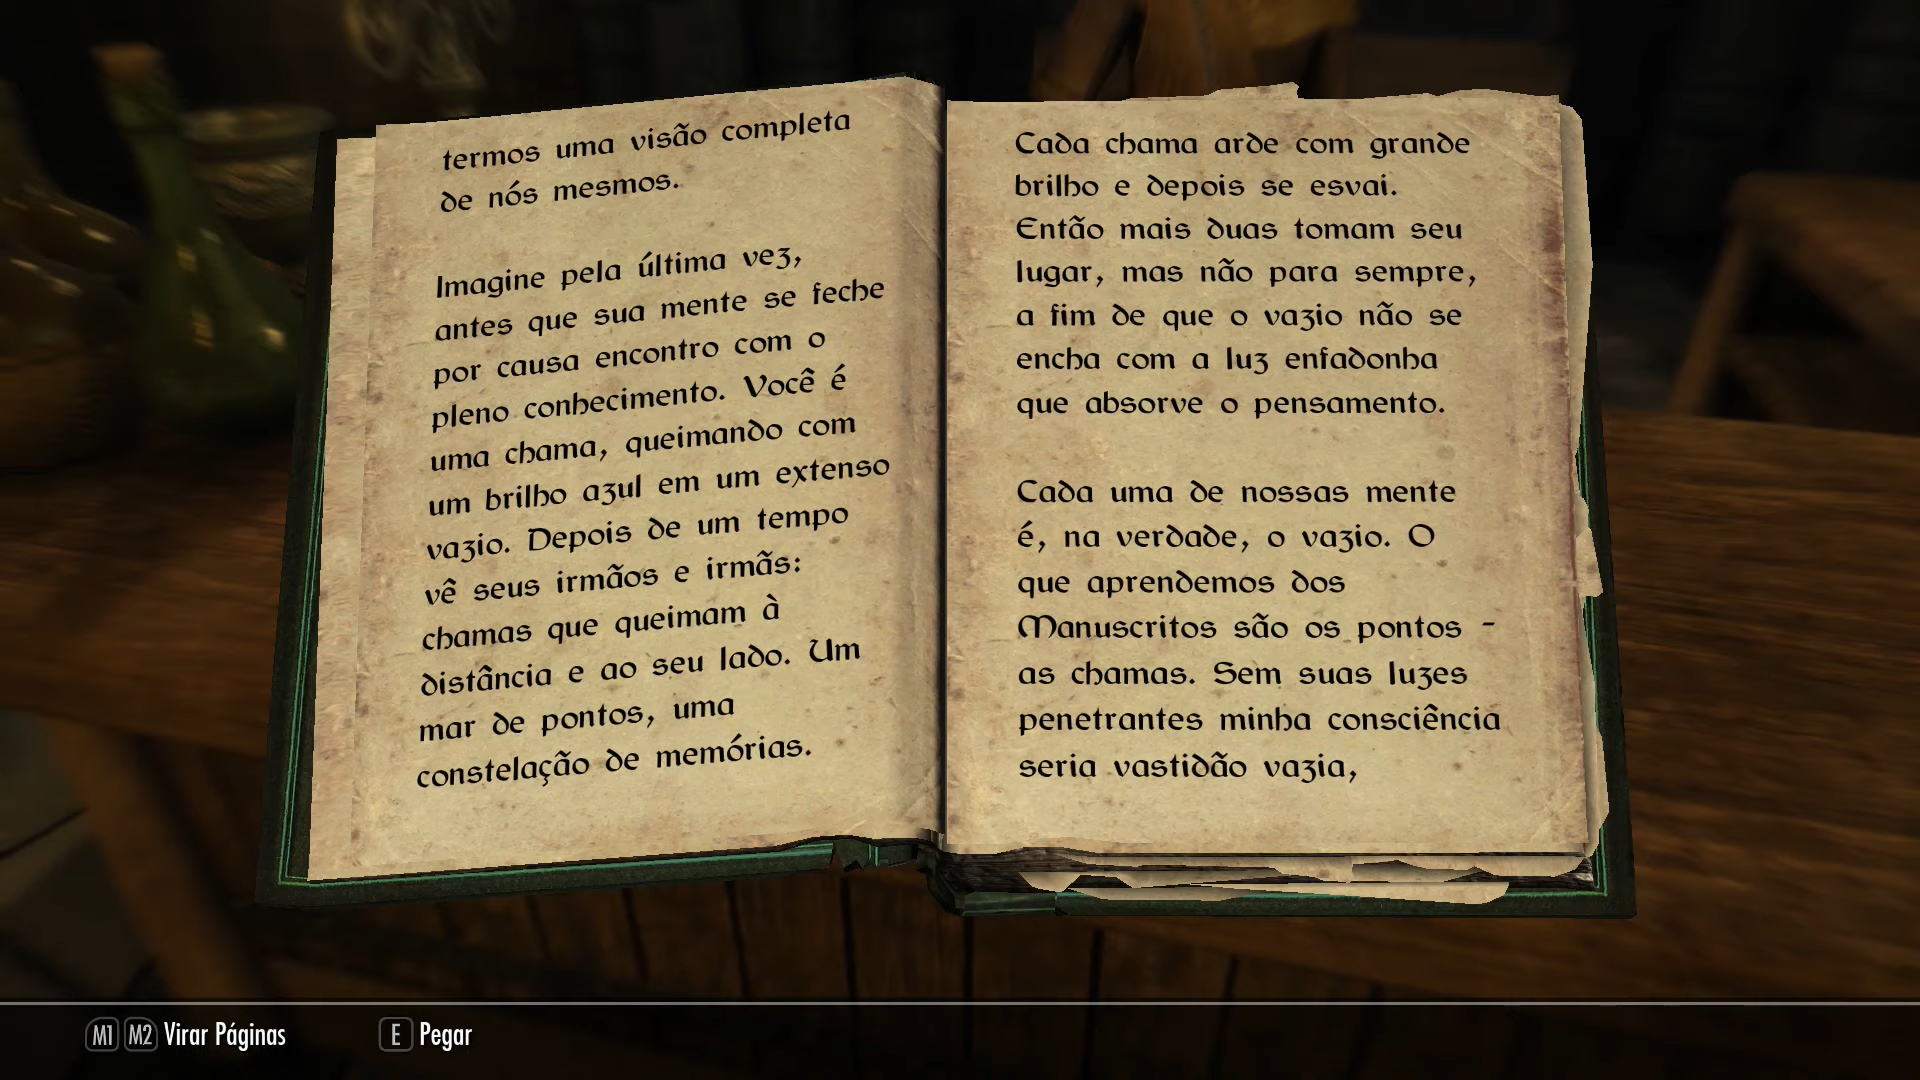 termos uma visão completa
de nós mesmos.
Imagine pela última vez,
antes que sua mente se feche
por causa encontro com o
pleno conhecimento. Você é
uma chama, queimando com
um brilho azul em um extenso
vazio. Depois de um tempo
vê seus irmãos e irmãs:
chamas que queimam à
distância e ao seu lado. Um
mar de pontos, uma
constelação de memórias.
Cada chama arde com grande
brilho e depois se esvai.
Então mais duas tomam seu
lugar, mas não para sempre,
a fim de que o vazio não se
encha com a luz enfadonha
que absorve o pensamento.
Cada uma de nossas mente
é, na verdade, o vazio. O
que aprendemos dos
Manuscritos são os pontos -
as chamas. Sem suas luzes
penetrantes minha consciência
seria vastidão vazia,
M1 M2 Virar Páginas
E Pegar